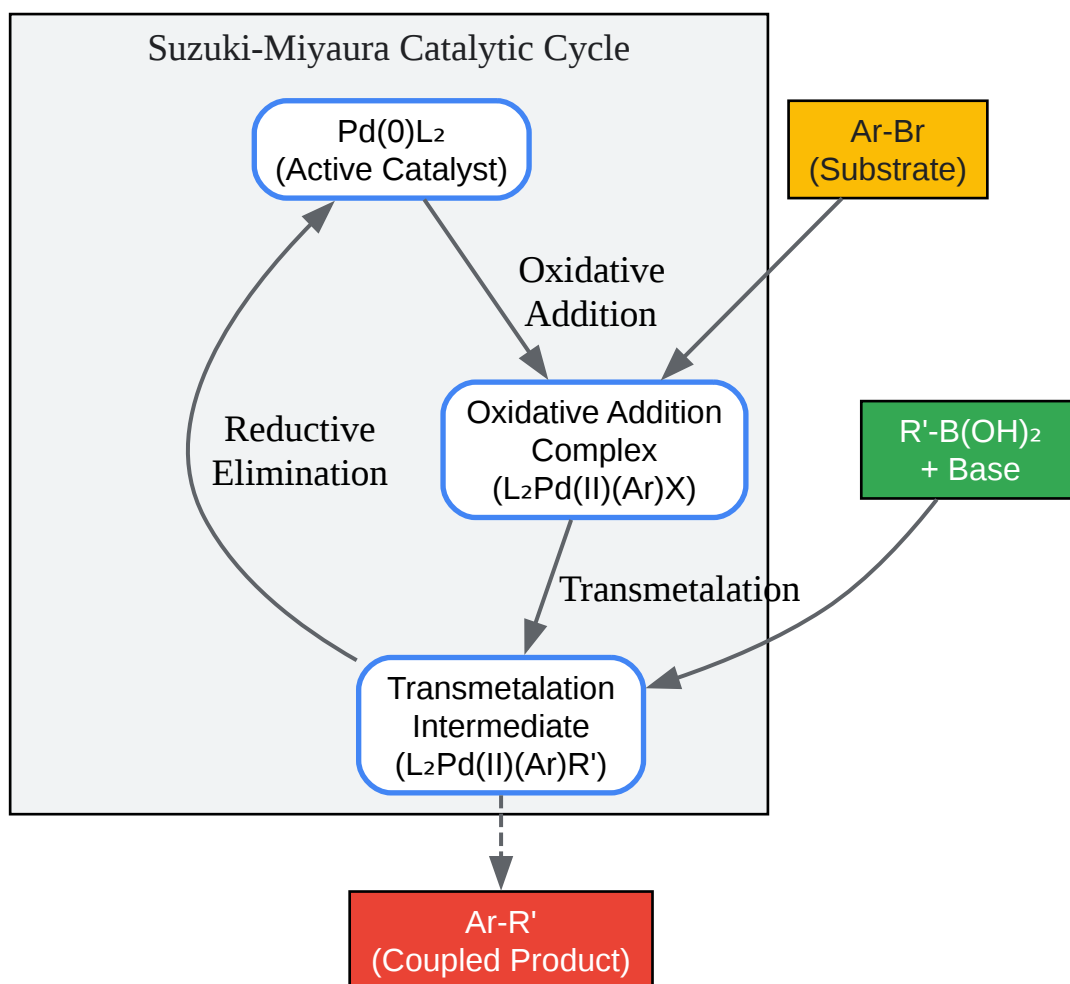 Suzuki-Miyaura Catalytic Cycle
Pd(0)L₂
(Active Catalyst)
Ar-Br
(Substrate)
Oxidative
Addition
Oxidative Addition
Complex
(L₂Pd(II)(Ar)X)
Reductive
Elimination
R'-B(OH)₂
+ Base
Transmetalation
Transmetalation
Intermediate
(L₂Pd(II)(Ar)R')
Ar-R'
(Coupled Product)